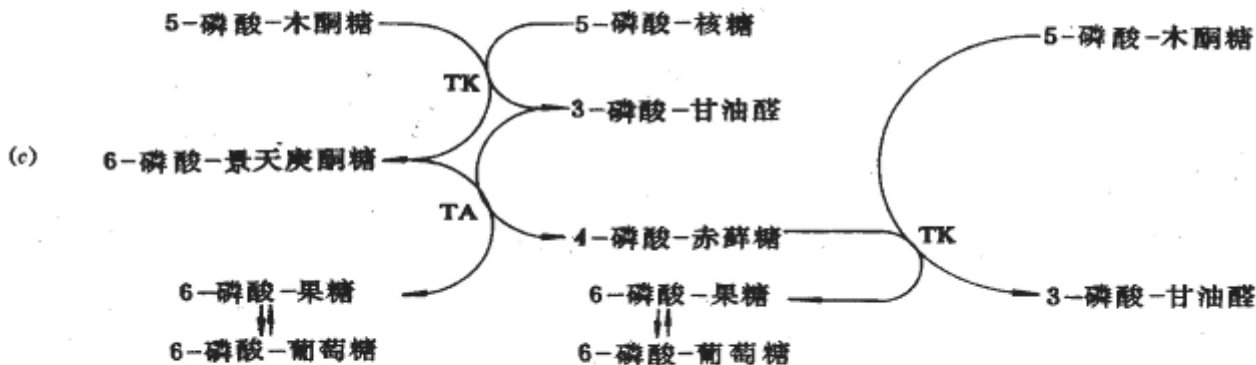 5-磷酸-木酮糖 5-磷酸-核糖 5-磷酸-木酮糖
TK
3-磷酸-甘油醛
(c) 6-磷酸-景天庚酮糖
TA
4-磷酸-赤藓糖 TK
6-磷酸-果糖 6-磷酸-果糖 3-磷酸-甘油醛
6-磷酸-葡萄糖 6-磷酸-葡萄糖